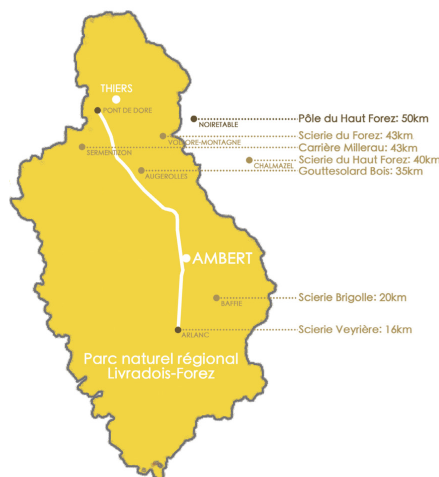 THIERS
PONT DE DORE
NOIRETABLE
Pôle du Haut Forez: 50km
VOLLORE-MONTAGNE
Scierie du Forez: 43km
SERMENTIZON
Carrière Millerau: 43km
CHALMAZEL
Scierie du Haut Forez: 40km
AUGEROLLES
Gouttesolard Bois: 35km
AMBERT
BAFFIE
Scierie Brigolle: 20km
ARLANC
Scierie Veyrière: 16km
Parc naturel régional
Livradois-Forez